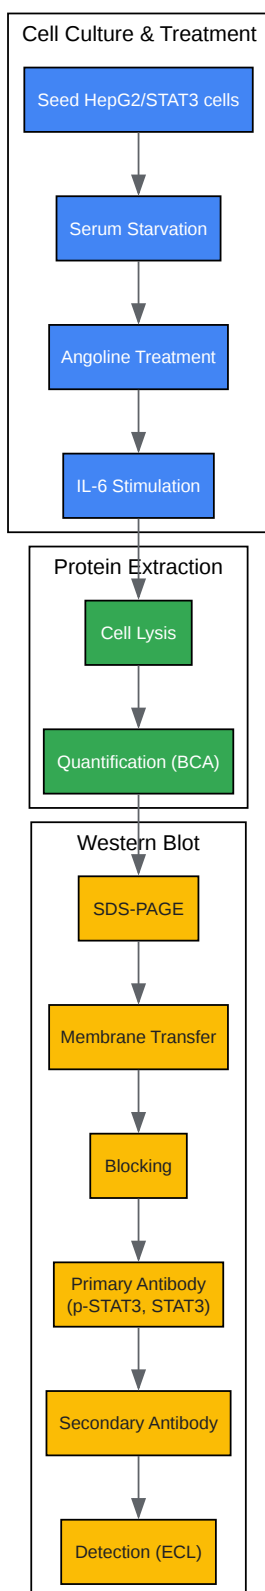 Cell Culture & Treatment
Seed HepG2/STAT3 cells
Serum Starvation
Angoline Treatment
IL-6 Stimulation
Protein Extraction
Cell Lysis
Quantification (BCA)
Western Blot
SDS-PAGE
Membrane Transfer
Blocking
Primary Antibody
(p-STAT3, STAT3)
Secondary Antibody
Detection (ECL)